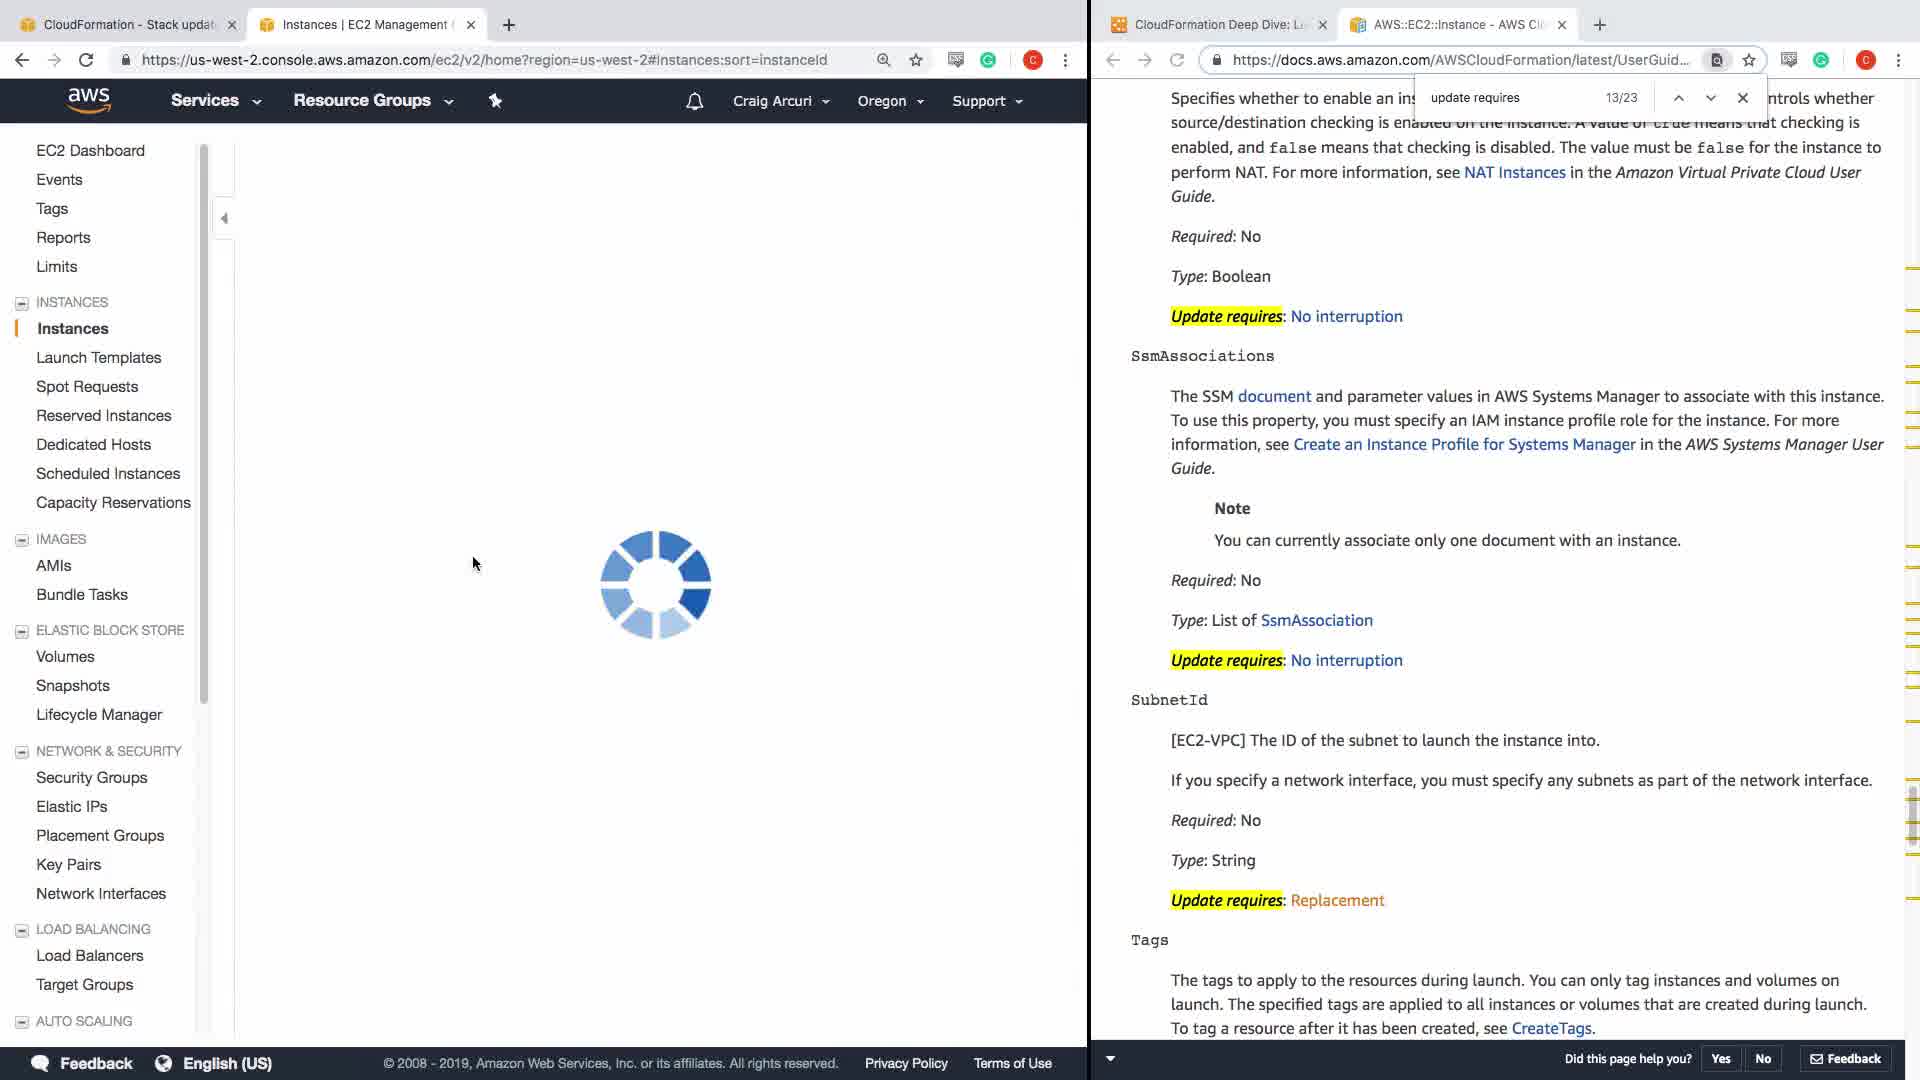 CloudFormation - Stack updat
Instances | EC2 Management
https://us-west-2.console.aws.amazon.com/ec2/v2/home?region=us-west-2#Instances:sort=instanceId
aws
Services
Resource Groups
Craig Arcuri
Oregon
Support
EC2 Dashboard
Events
Tags
Reports
Limits
INSTANCES
Instances
Launch Templates
Spot Requests
Reserved Instances
Dedicated Hosts
Scheduled Instances
Capacity Reservations
IMAGES
AMIs
Bundle Tasks
ELASTIC BLOCK STORE
Volumes
Snapshots
Lifecycle Manager
NETWORK & SECURITY
Security Groups
Elastic IPs
Placement Groups
Key Pairs
Network Interfaces
LOAD BALANCING
Load Balancers
Target Groups
AUTO SCALING
Feedback
English (US)
© 2008 - 2019, Amazon Web Services, Inc. or its affiliates. All rights reserved.
Privacy Policy
Terms of Use
CloudFormation Deep Dive: L
AWS::EC2::Instance - AWS Cl
https://docs.aws.amazon.com/AWSCloudFormation/latest/UserGuid...
update requires 13/23
Specifies whether to enable an ins ntrols whether
source/destination checking is enabled on the instance. A value of true means that checking is
enabled, and false means that checking is disabled. The value must be false for the instance to
perform NAT. For more information, see NAT Instances in the Amazon Virtual Private Cloud User
Guide.
Required: No
Type: Boolean
Update requires: No interruption
SsmAssociations
The SSM document and parameter values in AWS Systems Manager to associate with this instance.
To use this property, you must specify an IAM instance profile role for the instance. For more
information, see Create an Instance Profile for Systems Manager in the AWS Systems Manager User
Guide.
Note
You can currently associate only one document with an instance.
Required: No
Type: List of SsmAssociation
Update requires: No interruption
SubnetId
[EC2-VPC] The ID of the subnet to launch the instance into.
If you specify a network interface, you must specify any subnets as part of the network interface.
Required: No
Type: String
Update requires: Replacement
Tags
The tags to apply to the resources during launch. You can only tag instances and volumes on
launch. The specified tags are applied to all instances or volumes that are created during launch.
To tag a resource after it has been created, see CreateTags.
Did this page help you?
Yes
No
Feedback